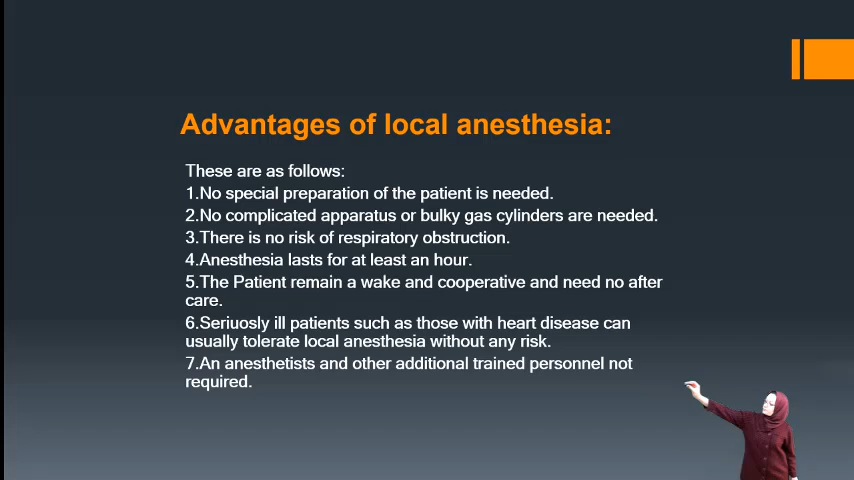 Advantages of local anesthesia:
These are as follows:
1.No special preparation of the patient is needed.
2.No complicated apparatus or bulky gas cylinders are needed.
3.There is no risk of respiratory obstruction.
4.Anesthesia lasts for at least an hour.
5.The Patient remain a wake and cooperative and need no after
care.
6.Seriuosly ill patients such as those with heart disease can
usually tolerate local anesthesia without any risk.
7.An anesthetists and other additional trained personnel not
required.